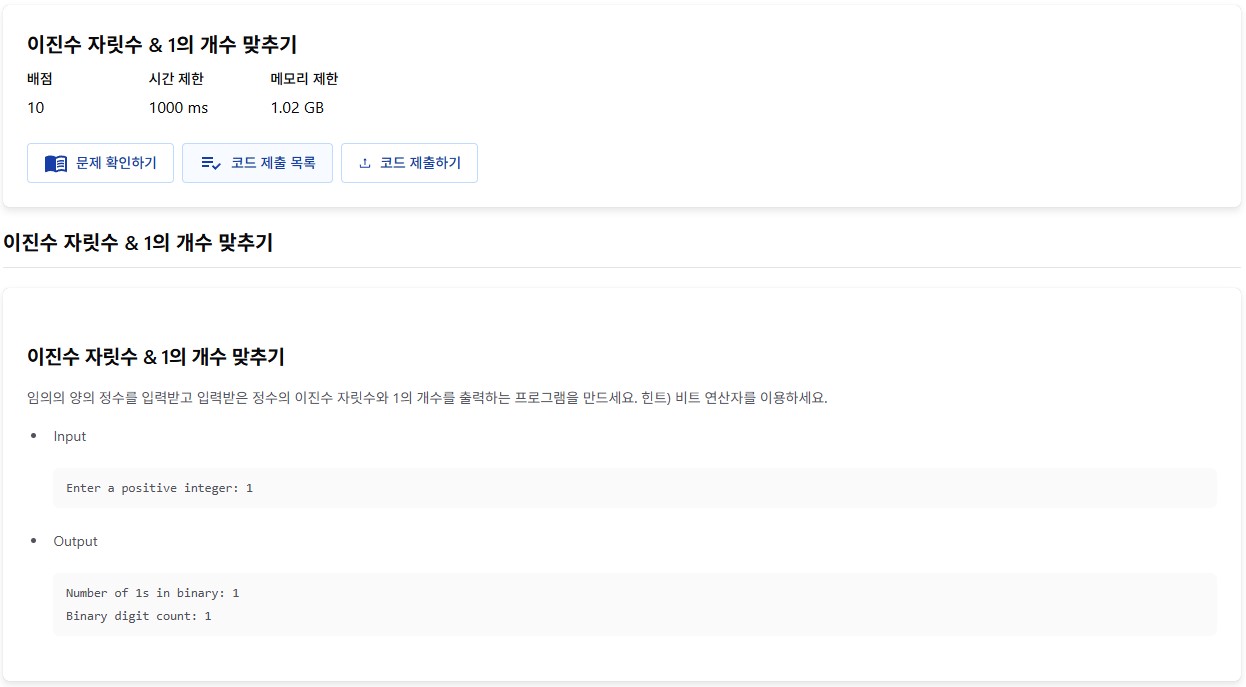 이진수 자릿수 & 1의 개수 맞추기
배점 시간 제한 메모리 제한
10 1000 ms 1.02 GB
문제 확인하기 코드 제출 목록 코드 제출하기
이진수 자릿수 & 1의 개수 맞추기
이진수 자릿수 & 1의 개수 맞추기
임의의 양의 정수를 입력받고 입력받은 정수의 이진수 자릿수와 1의 개수를 출력하는 프로그램을 만드세요. 힌트) 비트 연산자를 이용하세요.
• Input
Enter a positive integer: 1
• Output
Number of 1s in binary: 1
Binary digit count: 1